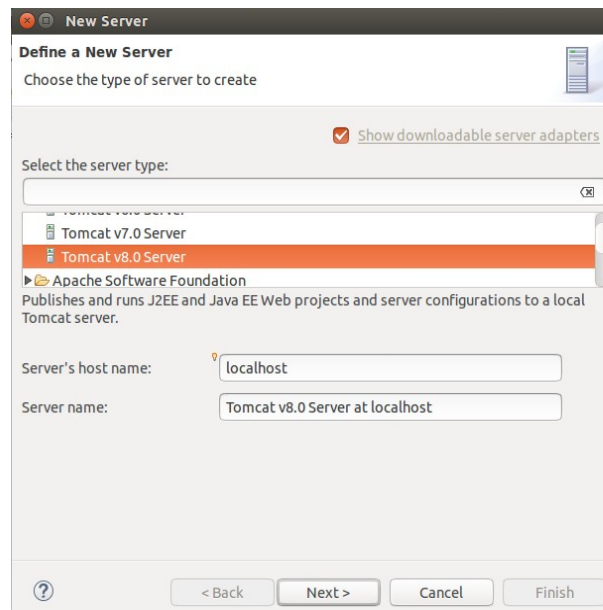 New Server
Define a New Server
Choose the type of server to create
Show downloadable server adapters
Select the server type:
Tomcat v7.0 Server
Tomcat v8.0 Server
Apache Software Foundation
Publishes and runs J2EE and Java EE Web projects and server configurations to a local
Tomcat server.
Server's host name: localhost
Server name: Tomcat v8.0 Server at localhost
? < Back Next > Cancel Finish